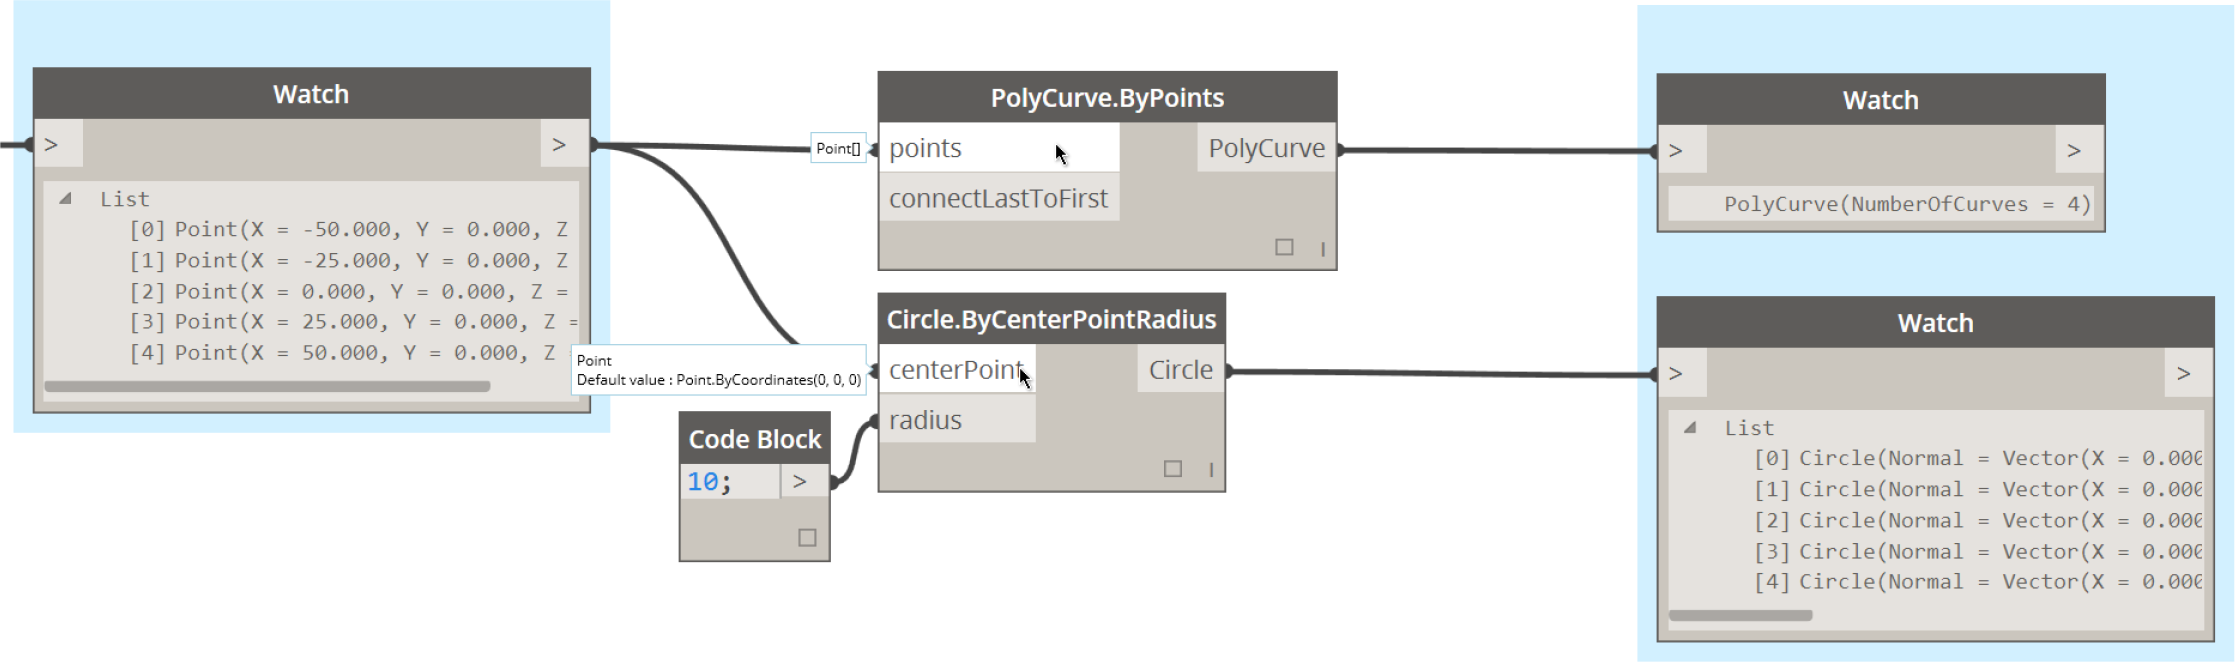 Watch
>
>
List
[0] Point(X = -50.000, Y = 0.000, Z
[1] Point(X = -25.000, Y = 0.000, Z
[2] Point(X = 0.000, Y = 0.000, Z =
[3] Point(X = 25.000, Y = 0.000, Z =
[4] Point(X = 50.000, Y = 0.000, Z =
PolyCurve.ByPoints
Point[]
points
PolyCurve
connectLastToFirst
Circle.ByCenterPointRadius
Point
Default value : Point.ByCoordinates(0, 0, 0)
centerPoint
Circle
radius
Code Block
10;
>
Watch
>
>
PolyCurve(NumberOfCurves = 4)
Watch
>
>
List
[0] Circle(Normal = Vector(X = 0.000
[1] Circle(Normal = Vector(X = 0.000
[2] Circle(Normal = Vector(X = 0.000
[3] Circle(Normal = Vector(X = 0.000
[4] Circle(Normal = Vector(X = 0.000